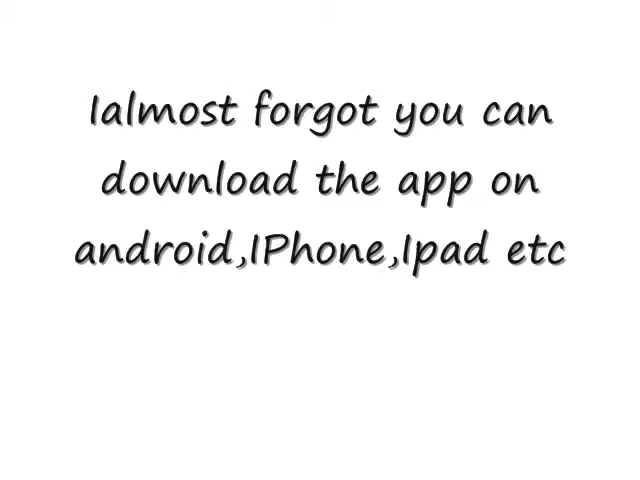 Ialmost forgot you can
download the app on
android,IPhone,Ipad etc